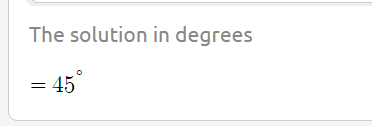 The solution in degrees
= 45°